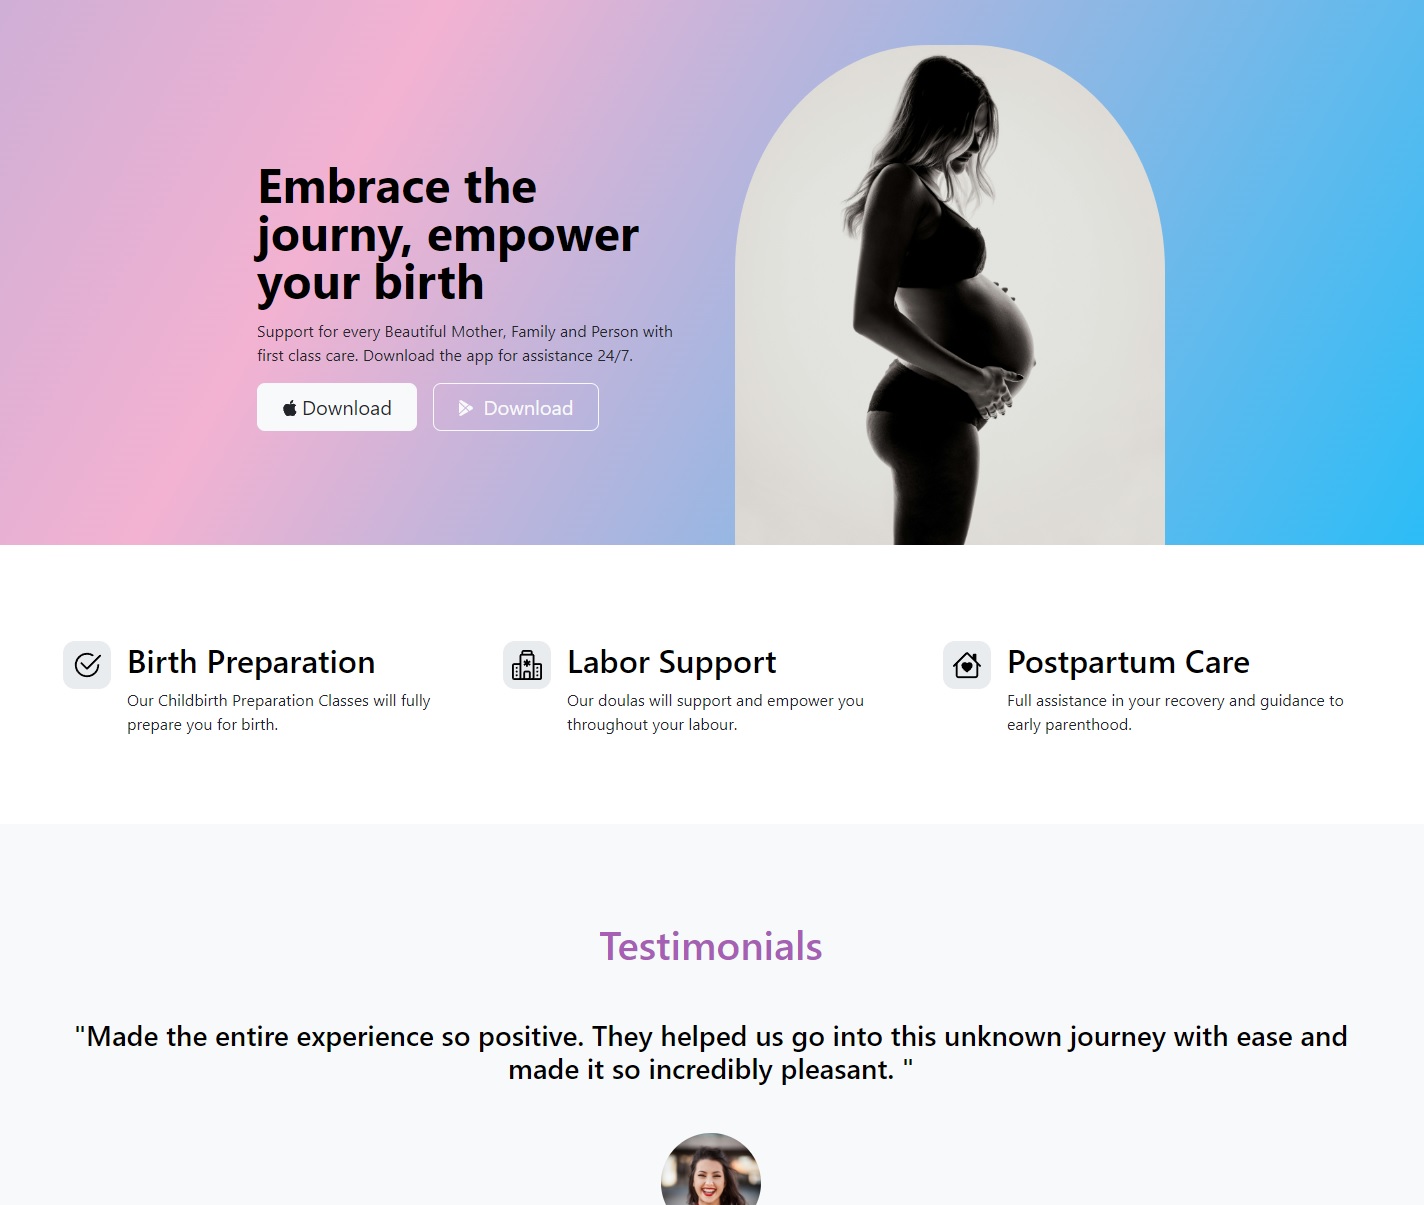 Embrace the
journy, empower
your birth
Support for every Beautiful Mother, Family and Person with
first class care. Download the app for assistance 24/7.
Download
Download
Birth Preparation
Our Childbirth Preparation Classes will fully
prepare you for birth.
Labor Support
Our doulas will support and empower you
throughout your labour.
Postpartum Care
Full assistance in your recovery and guidance to
early parenthood.
Testimonials
"Made the entire experience so positive. They helped us go into this unknown journey with ease and
made it so incredibly pleasant. "